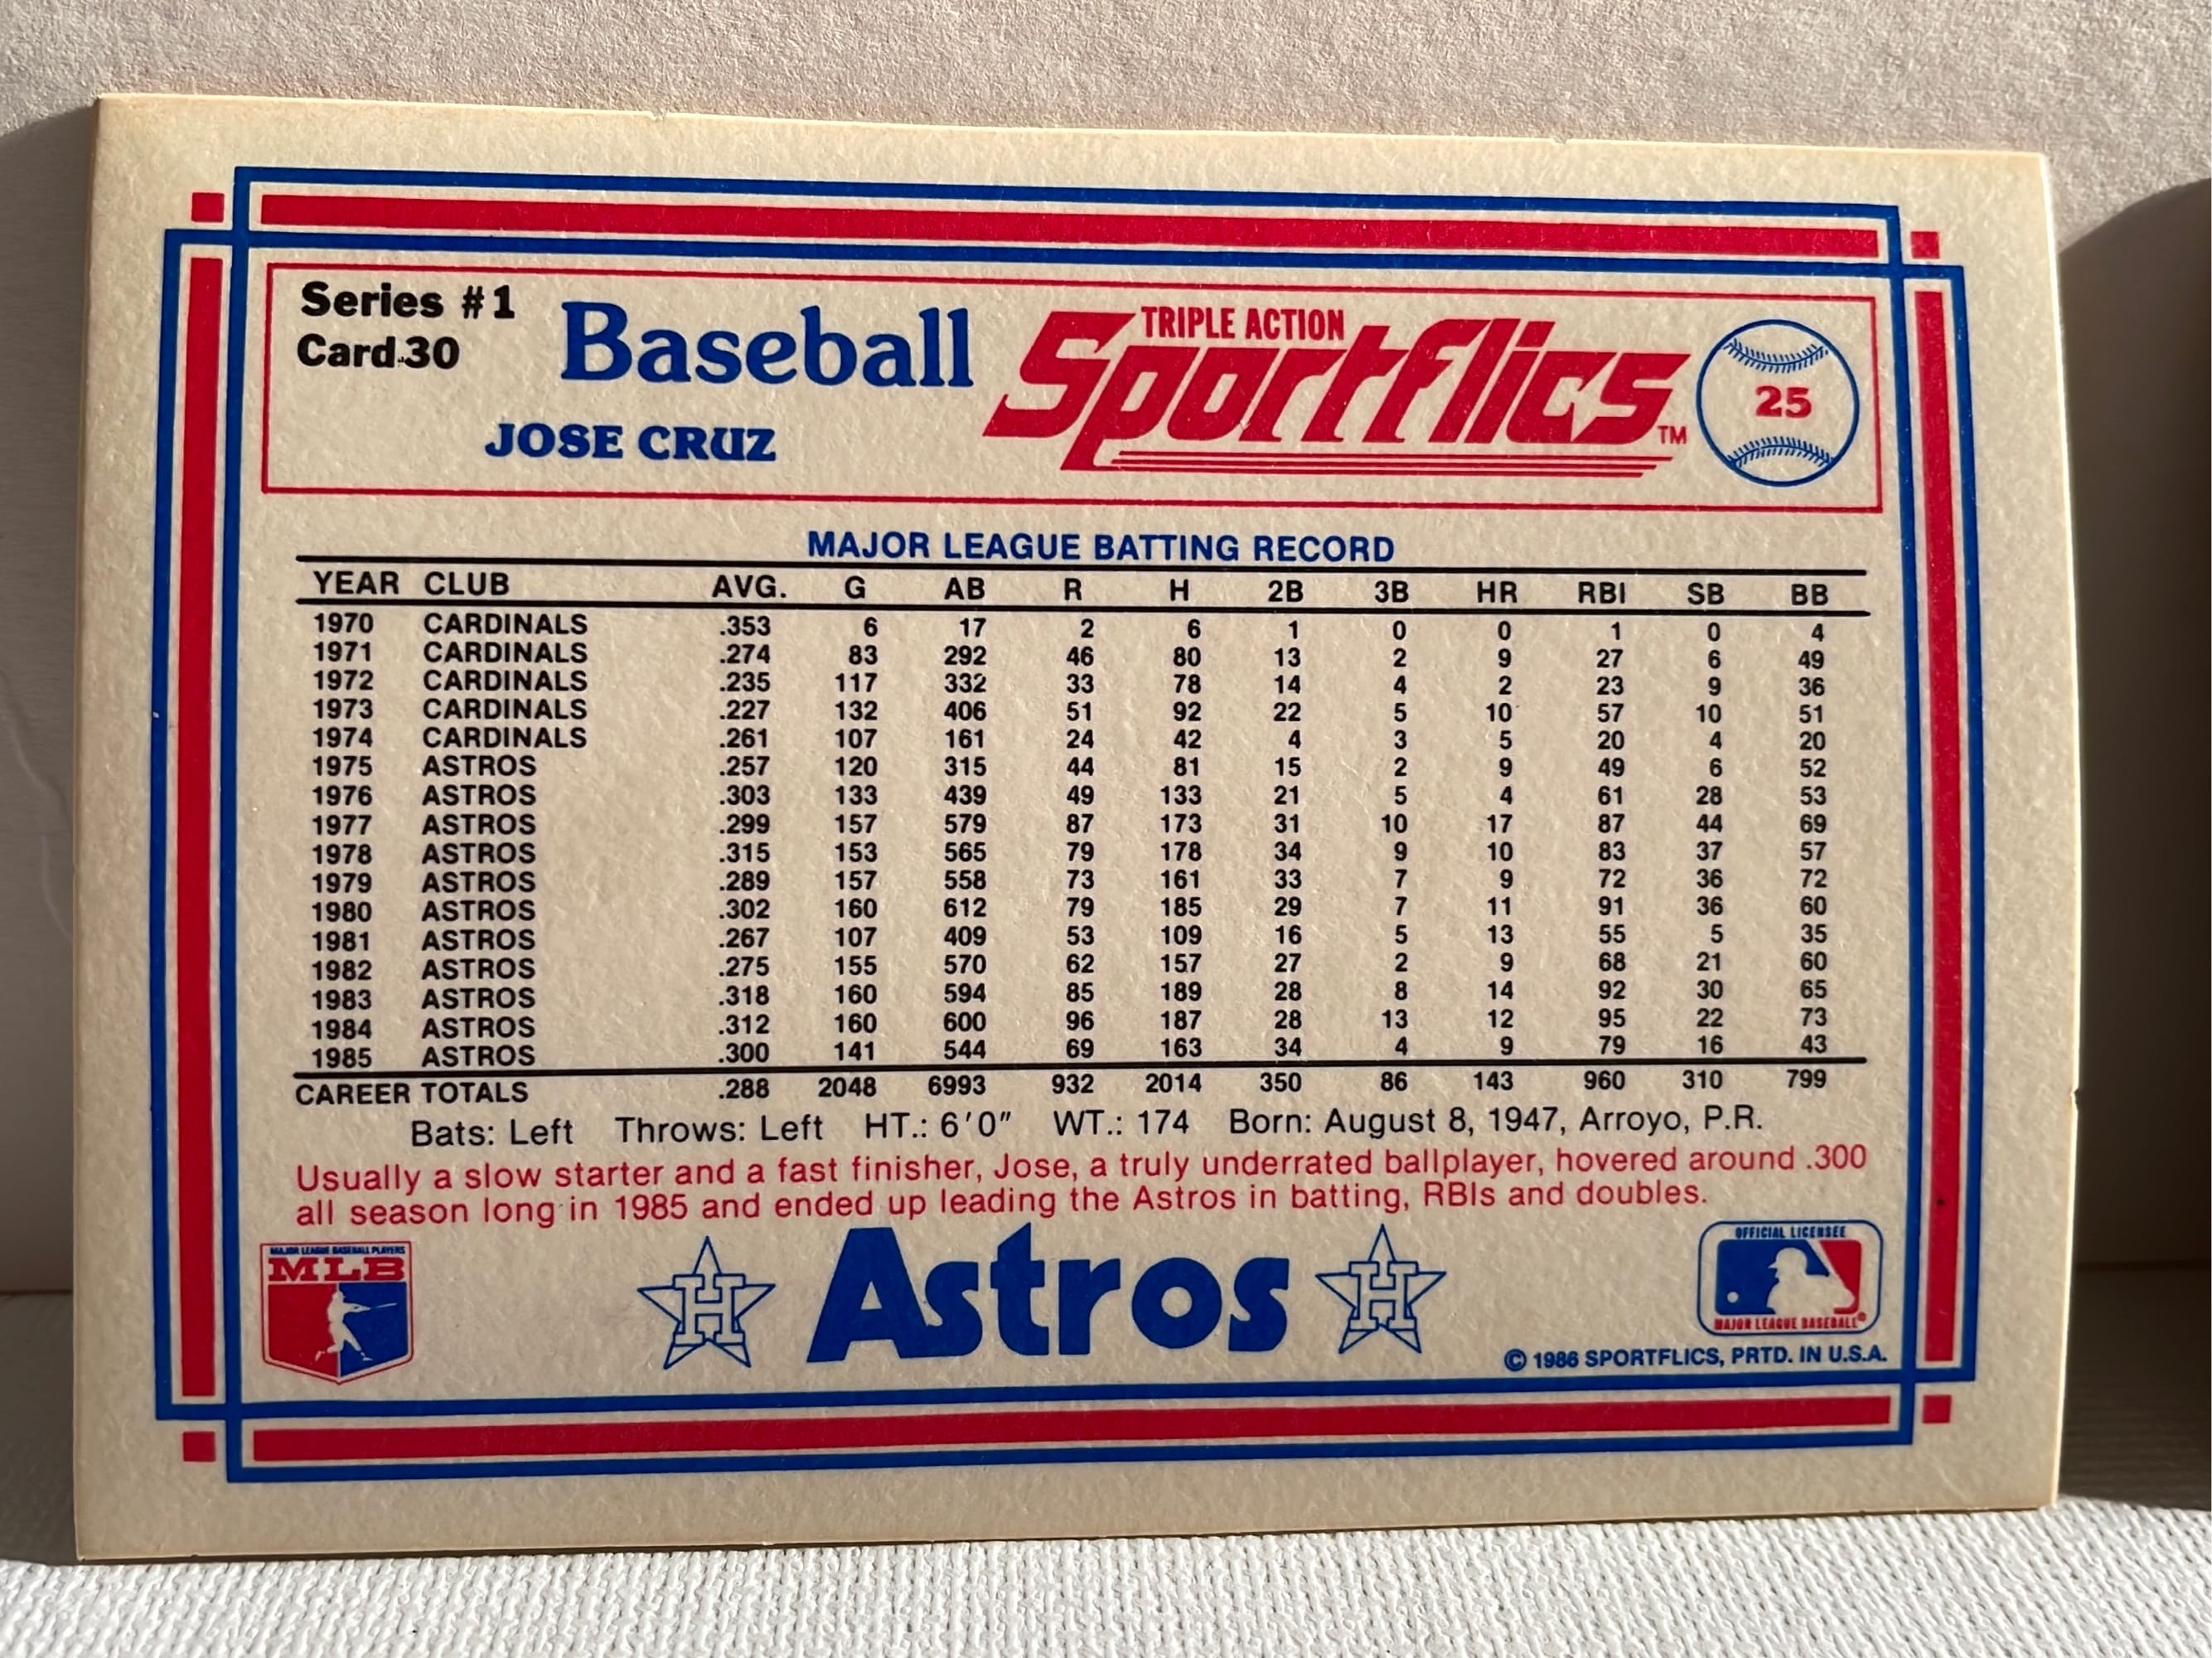 Series #1
Card 30
Baseball
TRIPLE ACTION
Sportflics TM
25
JOSE CRUZ
MAJOR LEAGUE BATTING RECORD
YEAR CLUB AVG. G AB R H 2B 3B HR RBI SB BB
1970 CARDINALS .353 6 17 2 6 1 0 0 1 0 4
1971 CARDINALS .274 83 292 46 80 13 2 9 27 6 49
1972 CARDINALS .235 117 332 33 78 14 4 2 23 9 36
1973 CARDINALS .227 132 406 51 92 22 5 10 57 10 51
1974 CARDINALS .261 107 161 24 42 4 3 5 20 4 20
1975 ASTROS .257 120 315 44 81 15 2 9 49 6 52
1976 ASTROS .303 133 439 49 133 21 5 4 61 28 53
1977 ASTROS .299 157 579 87 173 31 10 17 87 44 69
1978 ASTROS .315 153 565 79 178 34 9 10 83 37 57
1979 ASTROS .289 157 558 73 161 33 7 9 72 36 72
1980 ASTROS .302 160 612 79 185 29 7 11 91 36 60
1981 ASTROS .267 107 409 53 109 16 5 13 55 5 35
1982 ASTROS .275 155 570 62 157 27 2 9 68 21 60
1983 ASTROS .318 160 594 85 189 28 8 14 92 30 65
1984 ASTROS .312 160 600 96 187 28 13 12 95 22 73
1985 ASTROS .300 141 544 69 163 34 4 9 79 16 43
CAREER TOTALS .288 2048 6993 932 2014 350 86 143 960 310 799
Bats: Left Throws: Left HT.: 6'0" WT.: 174 Born: August 8, 1947, Arroyo, P.R.
Usually a slow starter and a fast finisher, Jose, a truly underrated ballplayer, hovered around .300
all season long in 1985 and ended up leading the Astros in batting, RBIs and doubles.
MAJOR LEAGUE BASEBALL PLAYERS
MLB
H Astros H
OFFICIAL LICENSEE
MAJOR LEAGUE BASEBALL®
© 1986 SPORTFLICS, PRTD. IN U.S.A.